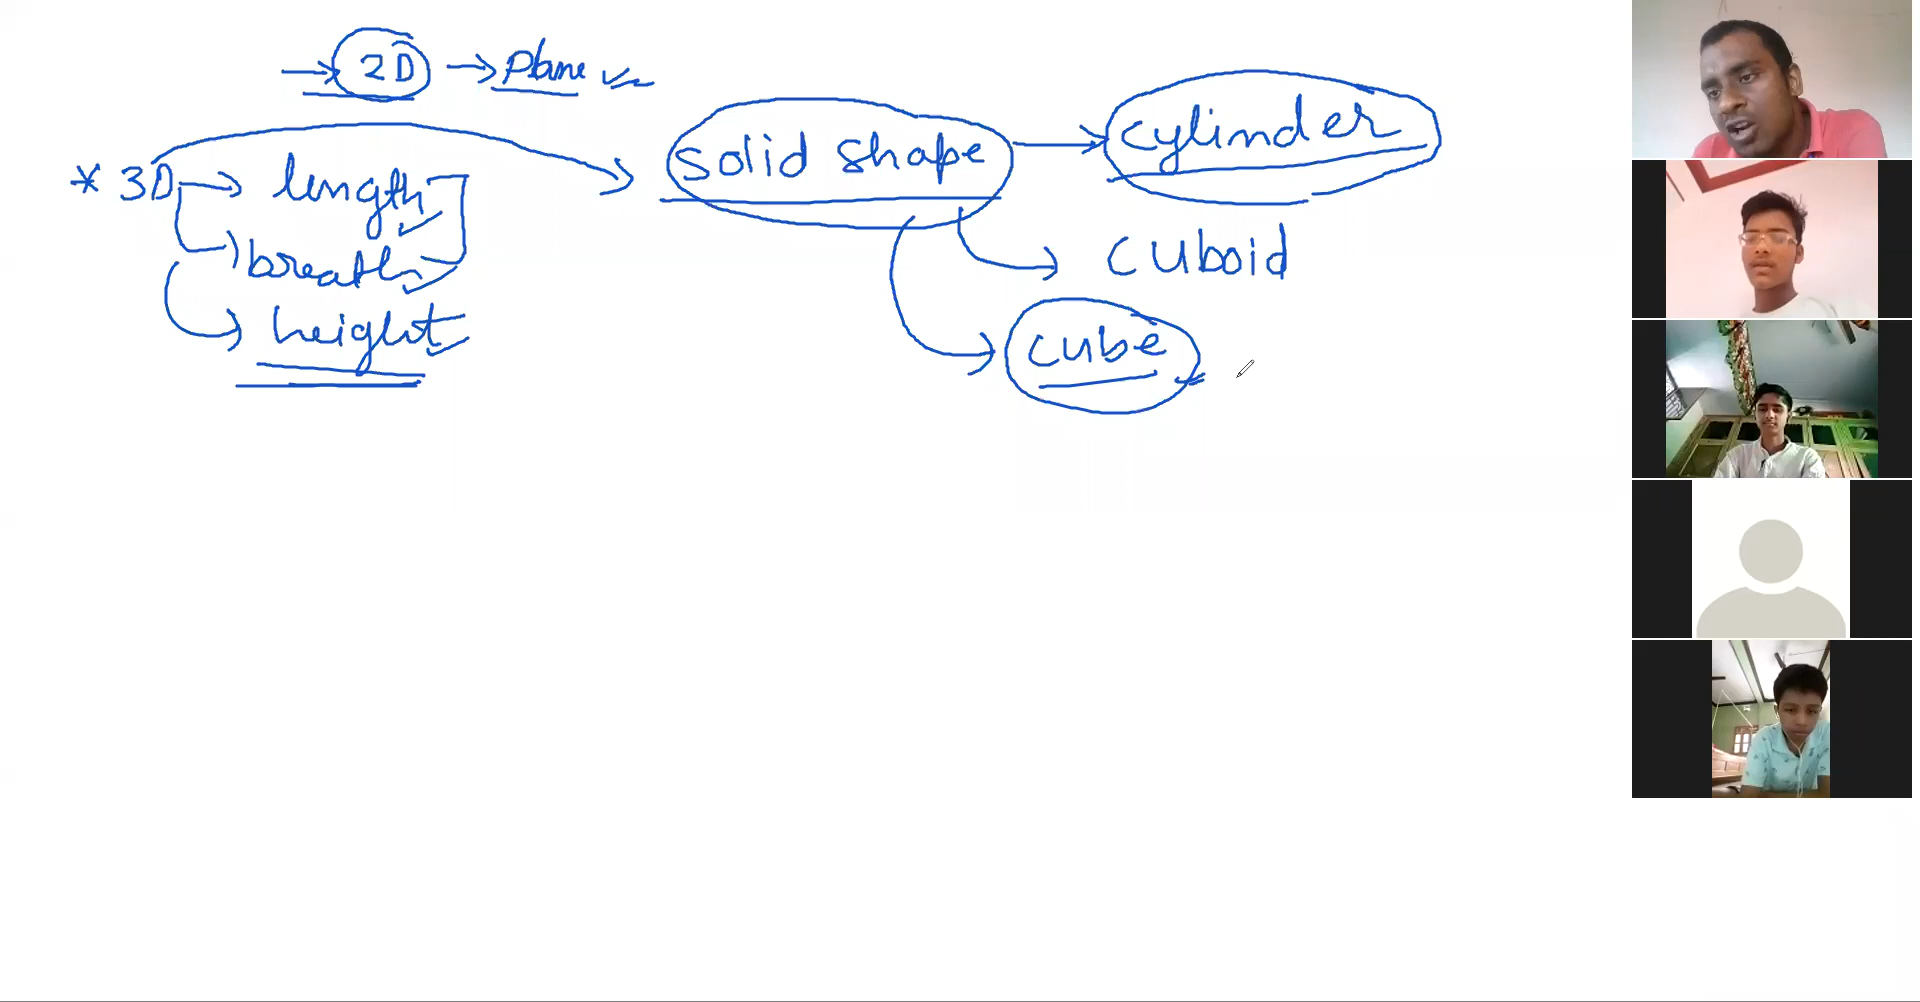 → 2D → Plane
* 3D → length
breath
height
solid shape → cylinder
cuboid
cube